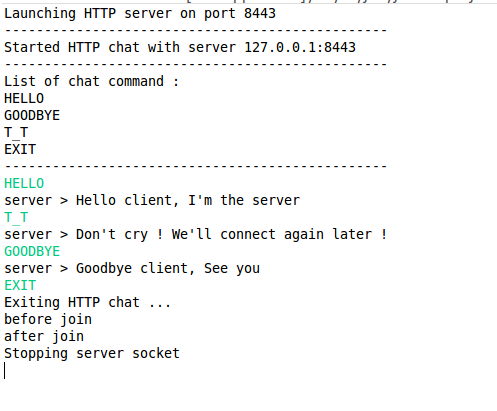 Launching HTTP server on port 8443
------------------------------------------------
Started HTTP chat with server 127.0.0.1:8443
------------------------------------------------
List of chat command :
HELLO
GOODBYE
T_T
EXIT
------------------------------------------------
HELLO
server > Hello client, I'm the server
T_T
server > Don't cry ! We'll connect again later !
GOODBYE
server > Goodbye client, See you
EXIT
Exiting HTTP chat ...
before join
after join
Stopping server socket